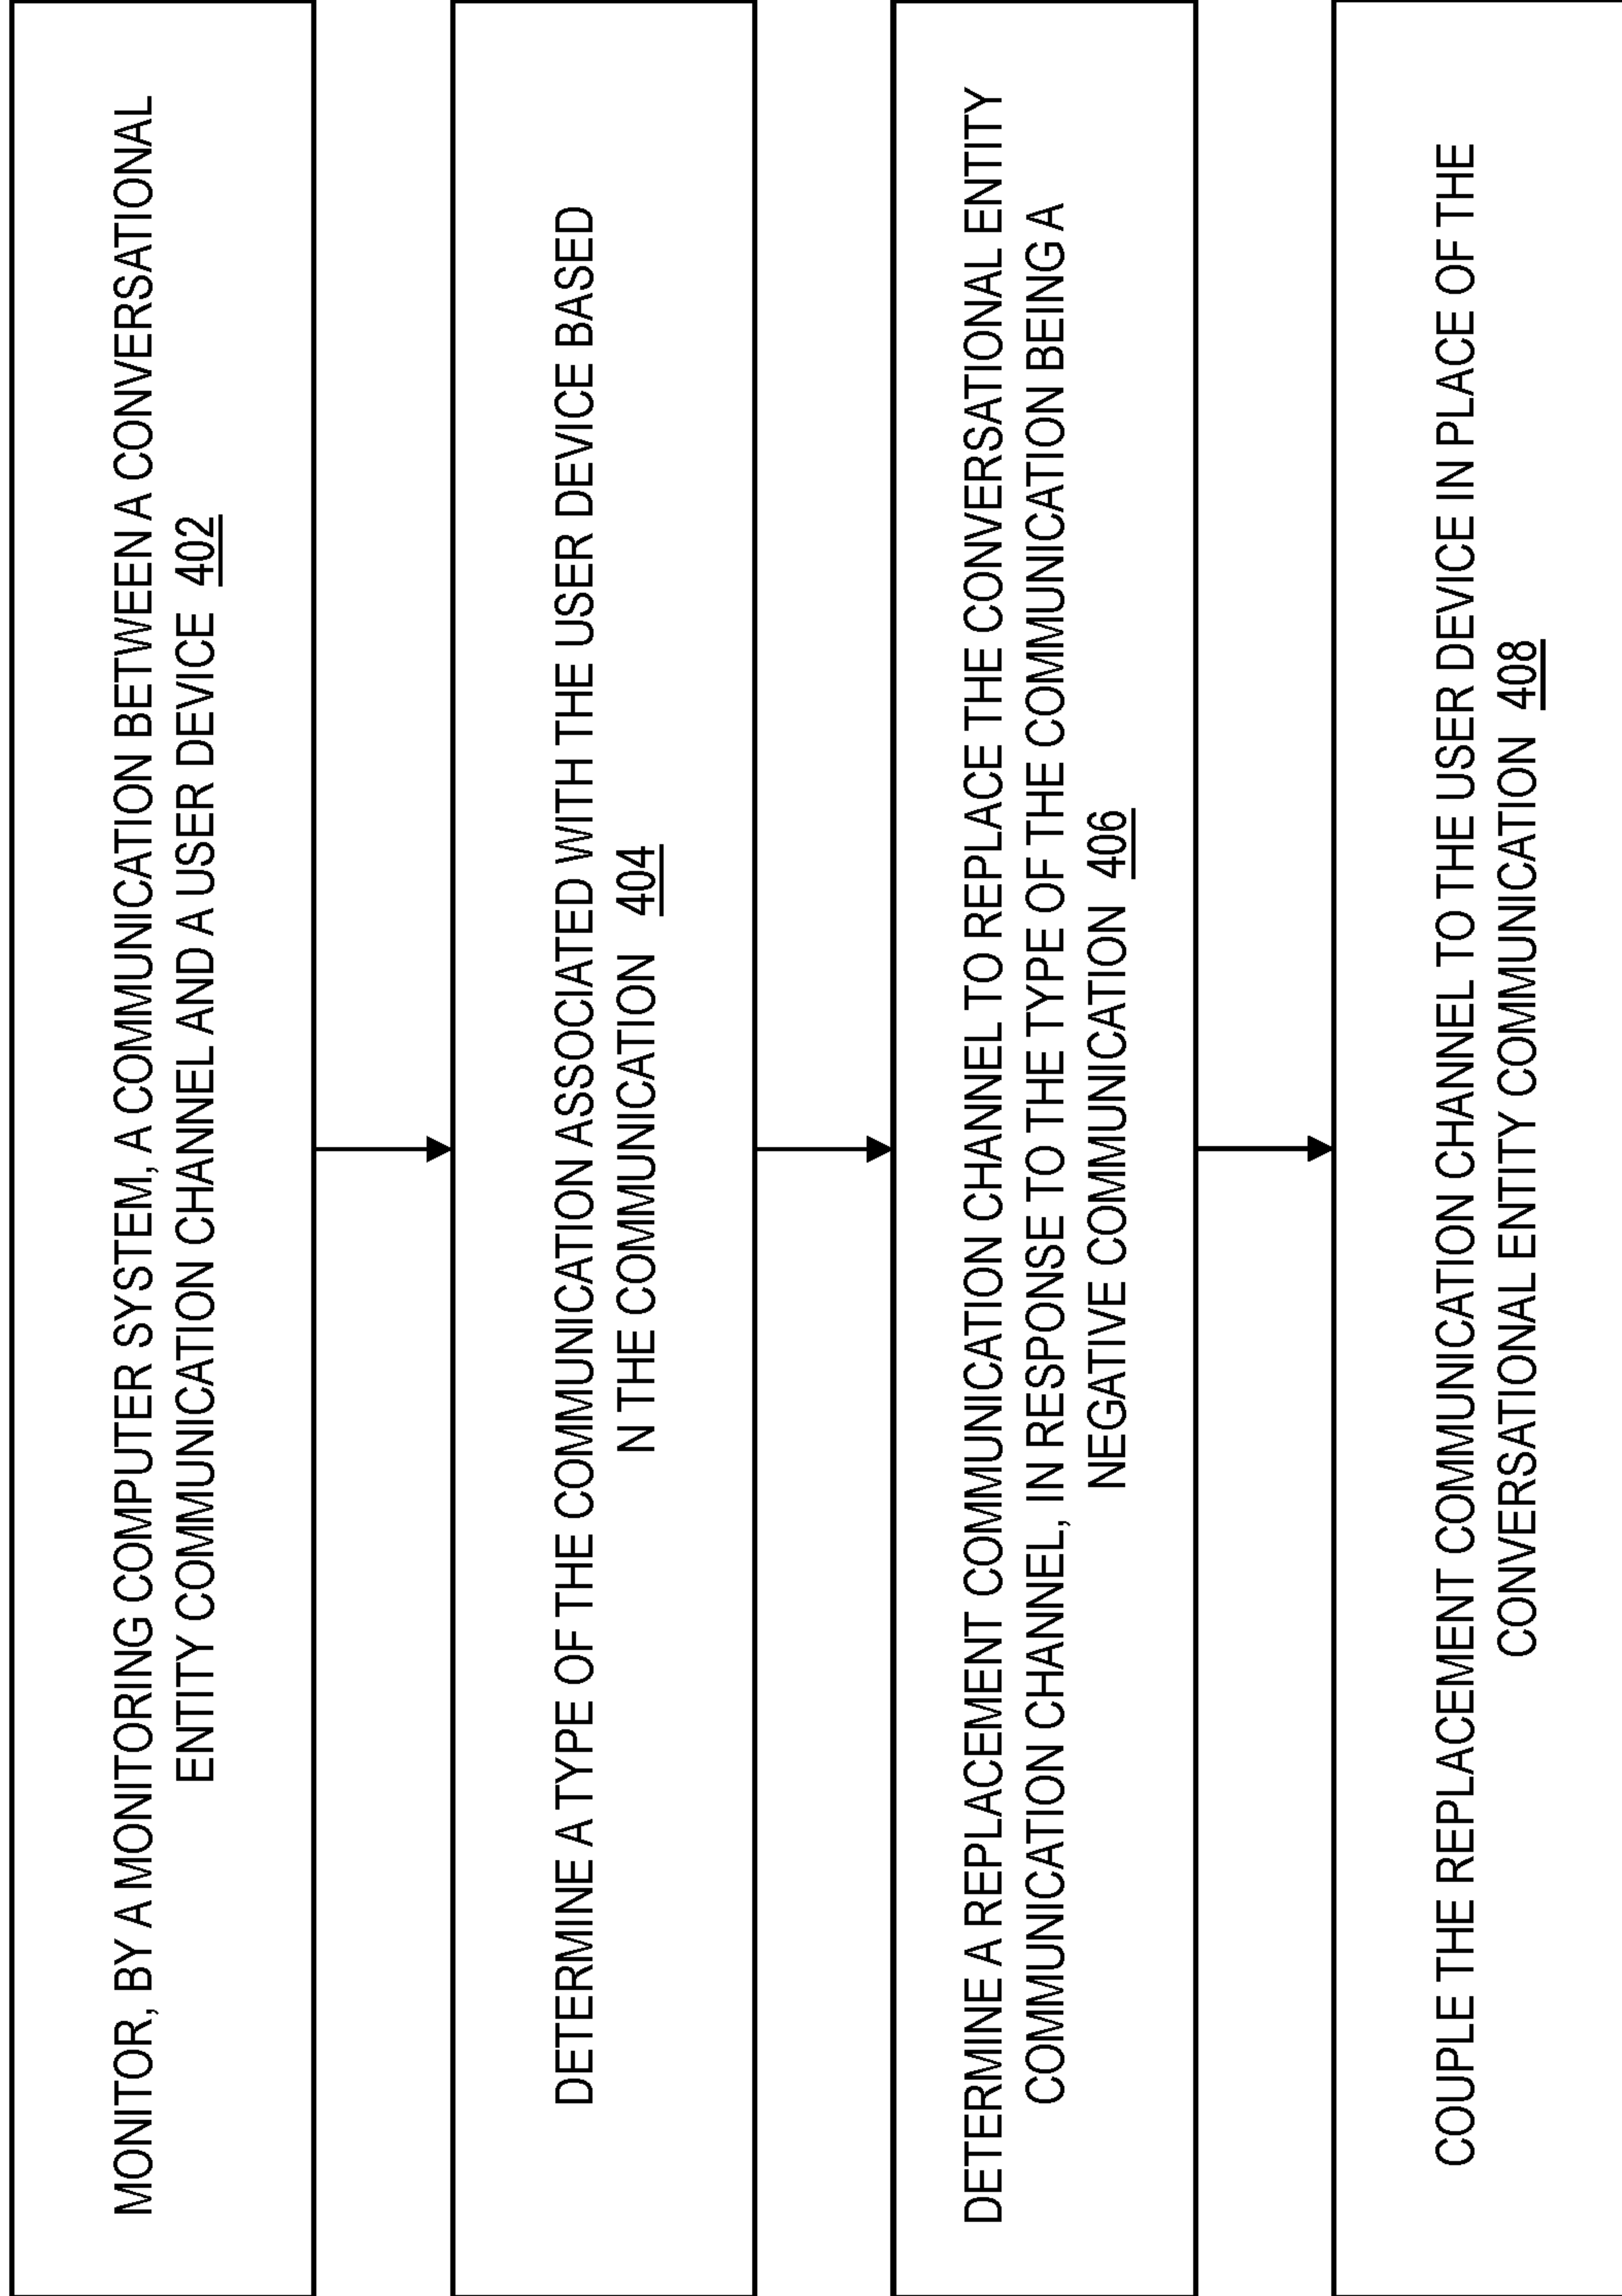 MONITOR, BY A MONITORING COMPUTER SYSTEM, A COMMUNICATION BETWEEN A CONVERSATIONAL
ENTITY COMMUNICATION CHANNEL AND A USER DEVICE 402
DETERMINE A TYPE OF THE COMMUNICATION ASSOCIATED WITH THE USER DEVICE BASED
N THE COMMUNICATION 404
DETERMINE A REPLACEMENT COMMUNICATION CHANNEL TO REPLACE THE CONVERSATIONAL ENTITY
COMMUNICATION CHANNEL, IN RESPONSE TO THE TYPE OF THE COMMUNICATION BEING A
NEGATIVE COMMUNICATION 406
COUPLE THE REPLACEMENT COMMUNICATION CHANNEL TO THE USER DEVICE IN PLACE OF THE
CONVERSATIONAL ENTITY COMMUNICATION 408